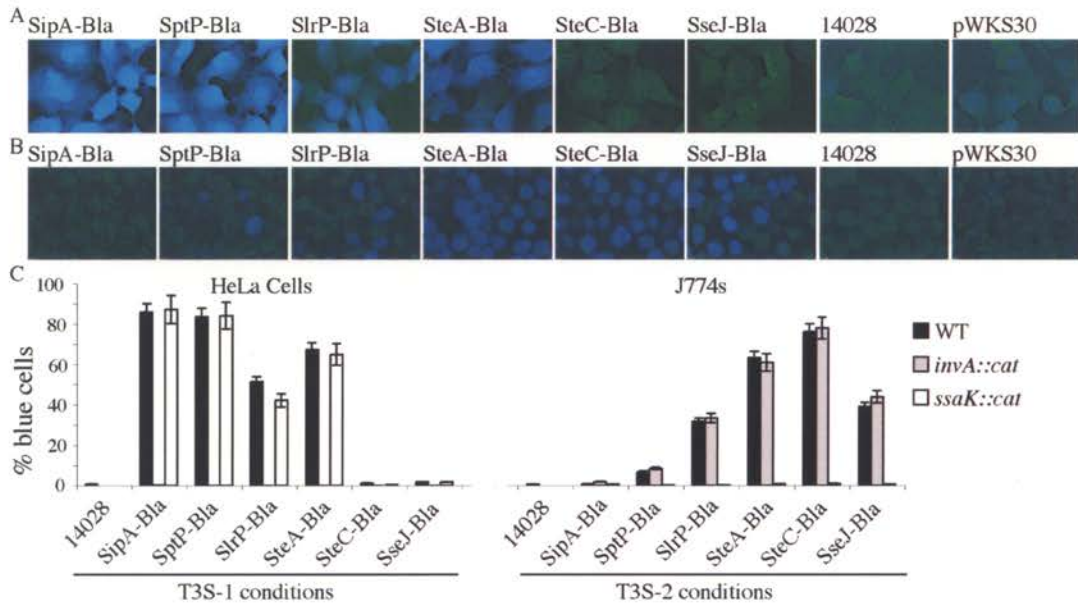 A
SipA-Bla SptP-Bla SlrP-Bla SteA-Bla SteC-Bla SseJ-Bla 14028 pWKS30
B
SipA-Bla SptP-Bla SlrP-Bla SteA-Bla SteC-Bla SseJ-Bla 14028 pWKS30
C
HeLa Cells J774s
% blue cells
100
80
60
40
20
0
WT
invA::cat
ssaK::cat
14028 SipA-Bla SptP-Bla SlrP-Bla SteA-Bla SteC-Bla SseJ-Bla
14028 SipA-Bla SptP-Bla SlrP-Bla SteA-Bla SteC-Bla SseJ-Bla
T3S-1 conditions T3S-2 conditions